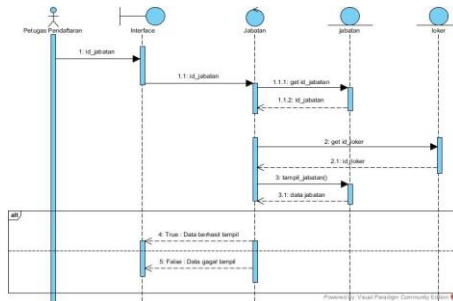 Petugas Pendaftaran
Interface
Jabatan
jabatan
loker
1: id_jabatan
1.1: id_jabatan
1.1.1: get id_jabatan
1.1.2: id_jabatan
2: get id_loker
2.1: id_loker
3: tampil_jabatan()
3.1: data jabatan
alt
4: True : Data berhasil tampil
5: False : Data gagal tampil
Powered by Visual Paradigm Community Edition